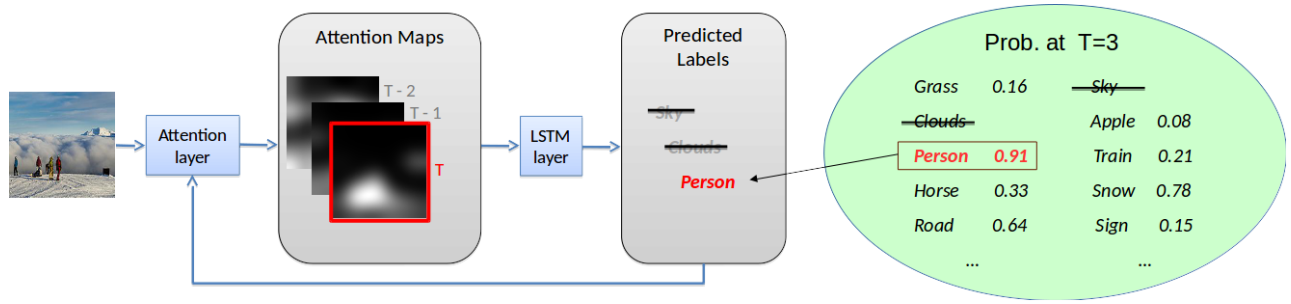 Attention Maps
T - 2
T - 1
T
Attention
layer
LSTM
layer
Predicted
Labels
Sky
Clouds
Person
Prob. at T=3
Grass 0.16 Sky
Clouds Apple 0.08
Person 0.91 Train 0.21
Horse 0.33 Snow 0.78
Road 0.64 Sign 0.15
... ...